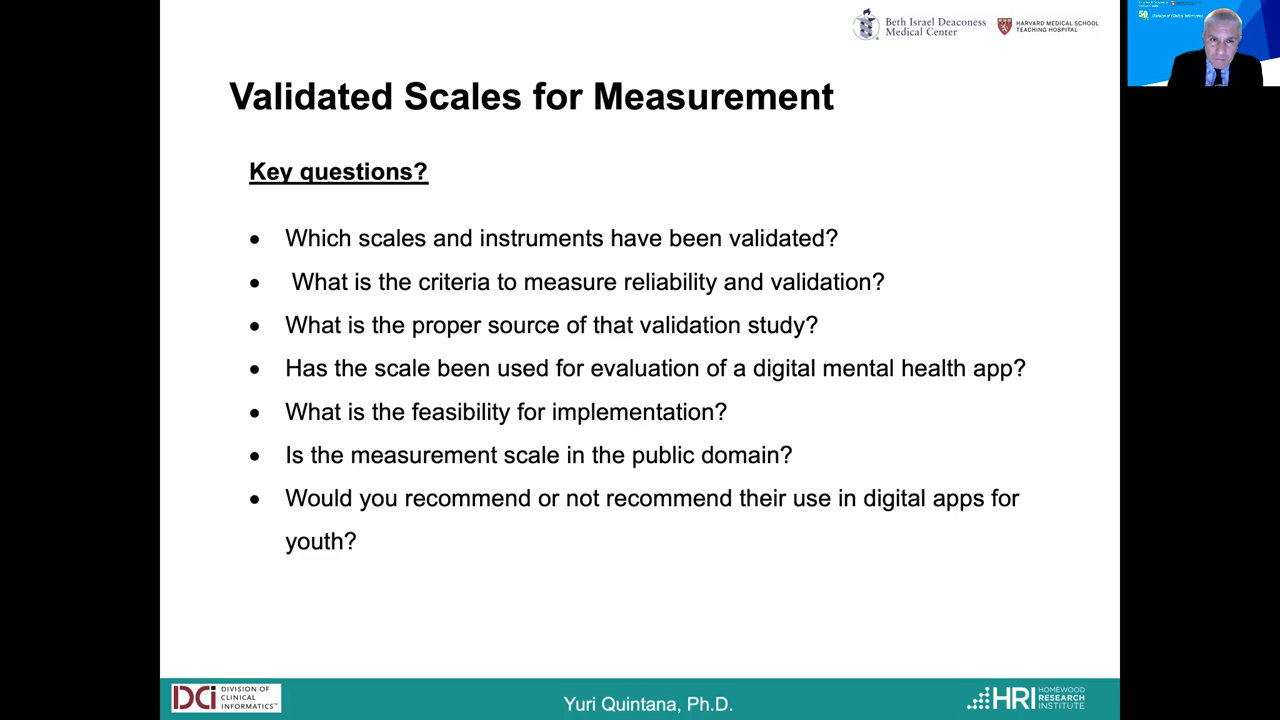 Beth Israel Deaconess
Medical Center
HARVARD MEDICAL SCHOOL
TEACHING HOSPITAL
Validated Scales for Measurement
Key questions?
• Which scales and instruments have been validated?
• What is the criteria to measure reliability and validation?
• What is the proper source of that validation study?
• Has the scale been used for evaluation of a digital mental health app?
• What is the feasibility for implementation?
• Is the measurement scale in the public domain?
• Would you recommend or not recommend their use in digital apps for
youth?
DCi
DIVISION OF
CLINICAL
INFORMATICS™
Yuri Quintana, Ph.D.
HRI
HOMEWOOD
RESEARCH
INSTITUTE